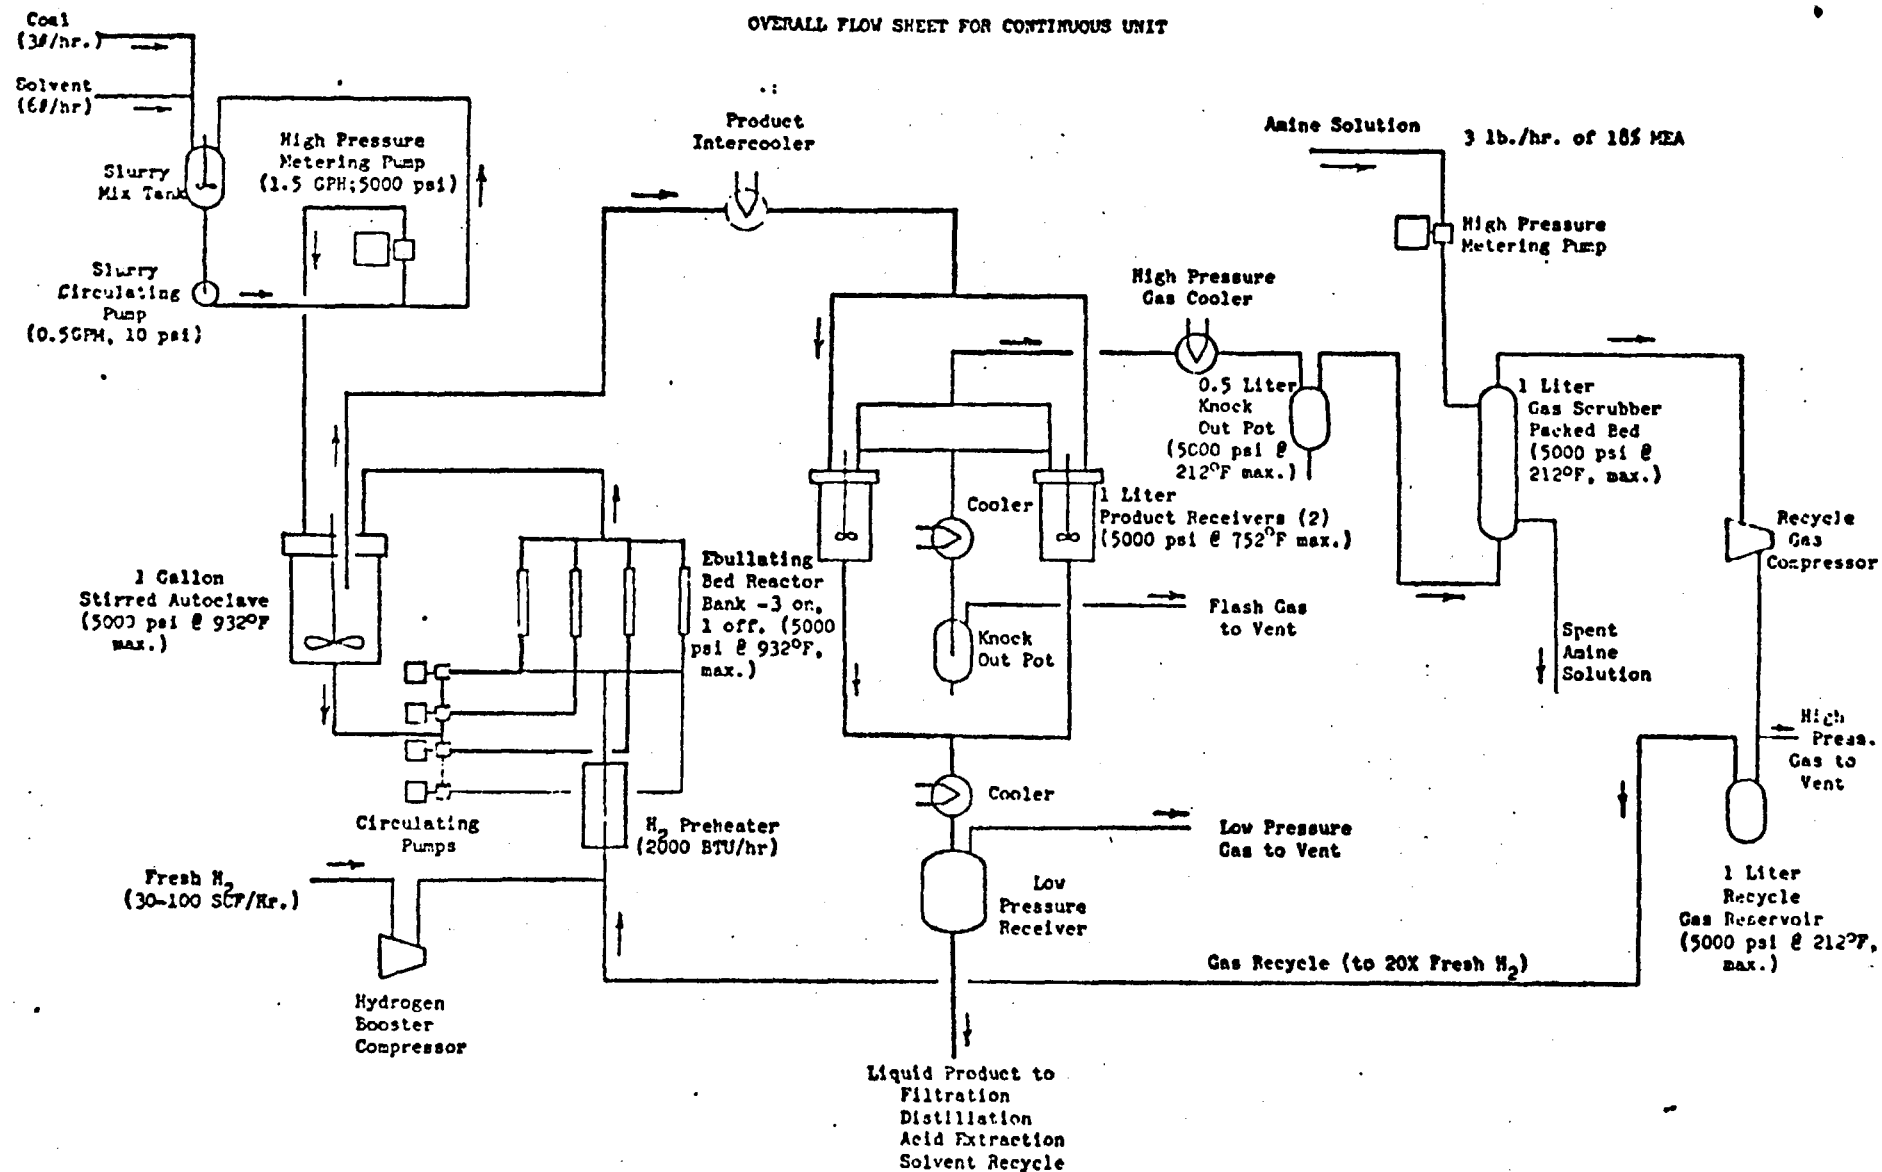 OVERALL FLOW SHEET FOR CONTINUOUS UNIT
Coal
(3#/hr.)
Solvent
(6#/hr)
Slurry
Mix Tank
High Pressure
Metering Pump
(1.5 GPH;5000 psi)
Slurry
Circulating
Pump
(0.5GPM, 10 psi)
Product
Intercooler
Amine Solution
3 lb./hr. of 18% MEA
High Pressure
Metering Pump
High Pressure
Gas Cooler
0.5 Liter
Knock
Out Pot
(5000 psi @
212°F max.)
1 Liter
Gas Scrubber
Packed Bed
(5000 psi @
212°F, max.)
Cooler
1 Liter
Product Receivers (2)
(5000 psi @ 752°F max.)
Recycle
Gas
Compressor
1 Gallon
Stirred Autoclave
(5000 psi @ 932°F
max.)
Ebullating
Bed Reactor
Bank -3 on,
1 off. (5000
psi @ 932°F,
max.)
Flash Gas
to Vent
Knock
Out Pot
Spent
Amine
Solution
High
Press.
Gas to
Vent
Circulating
Pumps
H2 Preheater
(2000 BTU/hr)
Cooler
Low Pressure
Gas to Vent
Fresh H2
(30-100 SCF/Hr.)
Low
Pressure
Receiver
1 Liter
Recycle
Gas Reservoir
(5000 psi @ 212°F,
max.)
Gas Recycle (to 20X Fresh H2)
Hydrogen
Booster
Compressor
Liquid Product to
Filtration
Distillation
Acid Extraction
Solvent Recycle